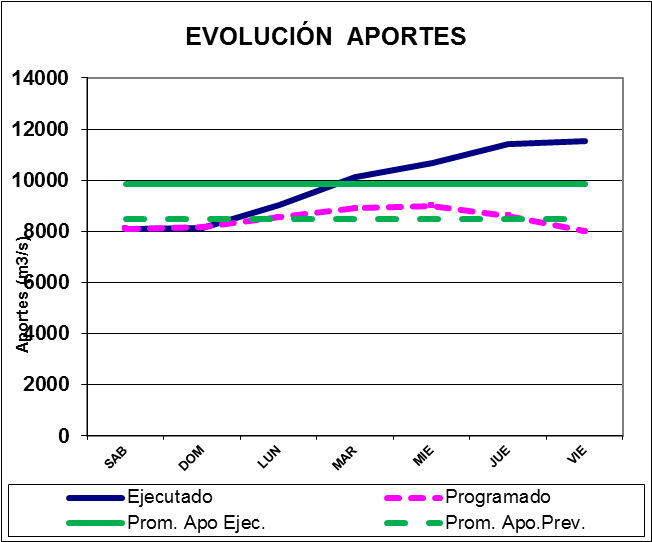 EVOLUCIÓN APORTES
14000
12000
10000
8000
6000
4000
2000
0
Aportes (m3/s)
SAB DOM LUN MAR MIE JUE VIE
Ejecutado Programado
Prom. Apo Ejec. Prom. Apo.Prev.